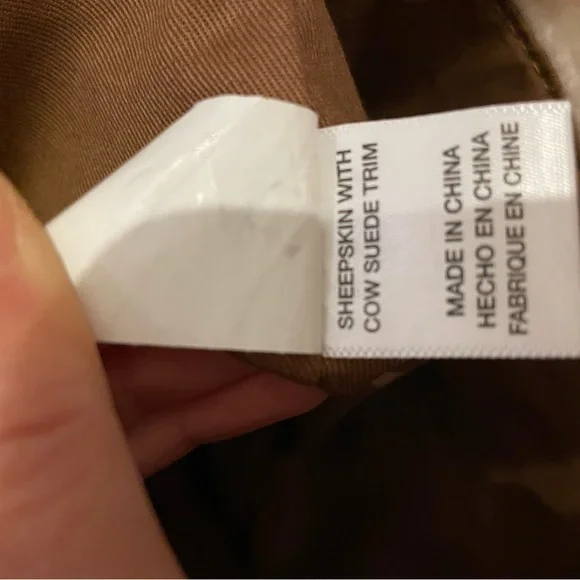 SHEEPSKIN WITH
COW SUEDE TRIM
MADE IN CHINA
HECHO EN CHINA
FABRIQUE EN CHINE